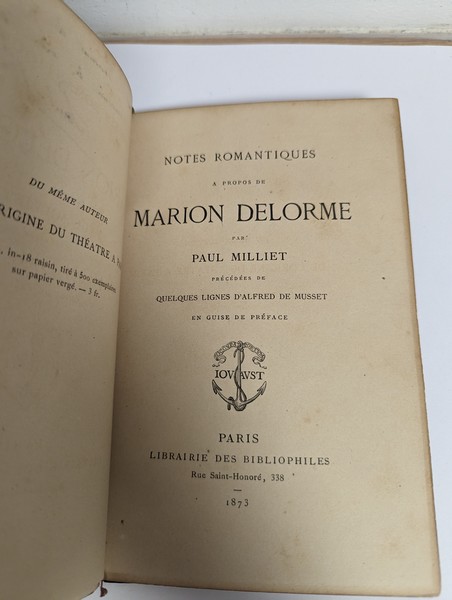 DU MÊME AUTEUR
RIGINE DU THÉATRE A
in-18 raisin, tiré à 500 exemplaires
sur papier vergé. — 3 fr.
NOTES ROMANTIQUES
A PROPOS DE
MARION DELORME
PAR
PAUL MILLIET
PRÉCÉDÉES DE
QUELQUES LIGNES D'ALFRED DE MUSSET
EN GUISE DE PRÉFACE
IOVAVST
PARIS
LIBRAIRIE DES BIBLIOPHILES
Rue Saint-Honoré, 338
—
1873